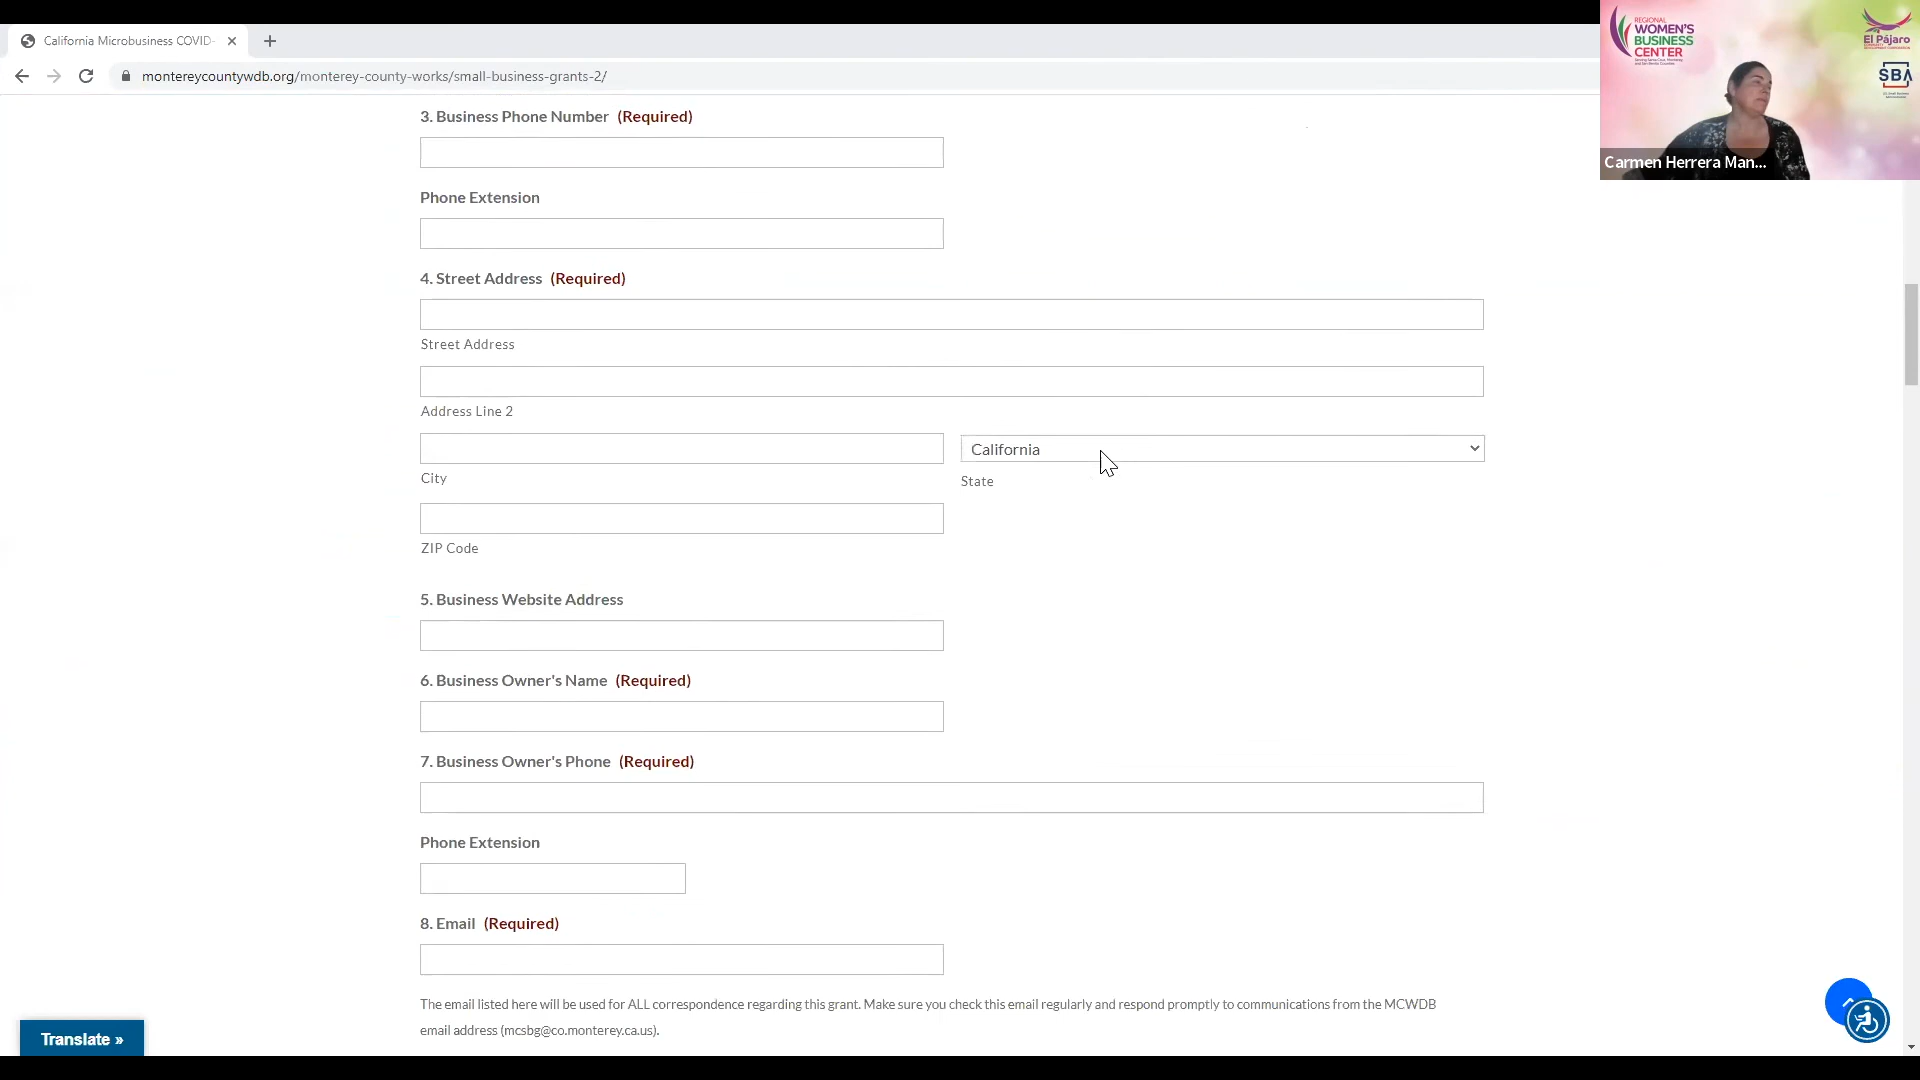 California Microbusiness COVID-
montereycountywdb.org/monterey-county-works/small-business-grants-2/
REGIONAL
WOMEN'S
BUSINESS
CENTER
El Pájaro
SBA
Carmen Herrera Man...
3. Business Phone Number (Required)
Phone Extension
4. Street Address (Required)
Street Address
Address Line 2
California
City
State
ZIP Code
5. Business Website Address
6. Business Owner's Name (Required)
7. Business Owner's Phone (Required)
Phone Extension
8. Email (Required)
The email listed here will be used for ALL correspondence regarding this grant. Make sure you check this email regularly and respond promptly to communications from the MCWDB
email address (mcsbg@co.monterey.ca.us).
Translate »